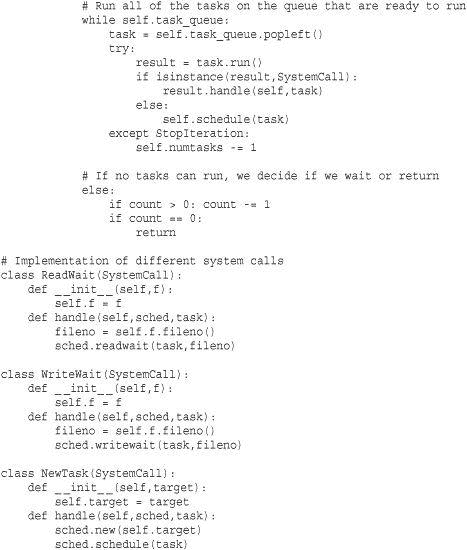 # Run all of the tasks on the queue that are ready to run
            while self.task_queue:
                task = self.task_queue.popleft()
                try:
                    result = task.run()
                    if isinstance(result,SystemCall):
                        result.handle(self,task)
                    else:
                        self.schedule(task)
                except StopIteration:
                    self.numtasks -= 1

            # If no tasks can run, we decide if we wait or return
            else:
                if count > 0: count -= 1
                if count == 0:
                    return

# Implementation of different system calls
class ReadWait(SystemCall):
    def __init__(self,f):
        self.f = f
    def handle(self,sched,task):
        fileno = self.f.fileno()
        sched.readwait(task,fileno)

class WriteWait(SystemCall):
    def __init__(self,f):
        self.f = f
    def handle(self,sched,task):
        fileno = self.f.fileno()
        sched.writewait(task,fileno)

class NewTask(SystemCall):
    def __init__(self,target):
        self.target = target
    def handle(self,sched,task):
        sched.new(self.target)
        sched.schedule(task)